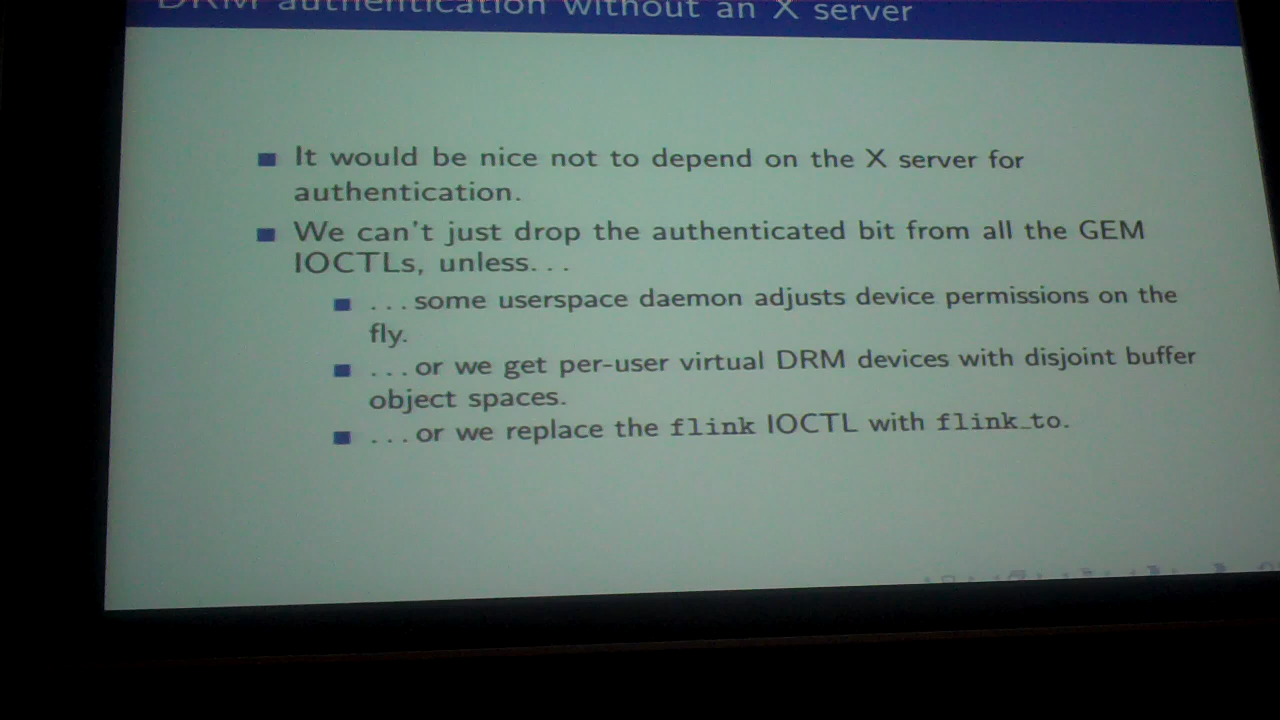 DRM authentication without an X server
It would be nice not to depend on the X server for
authentication.
We can't just drop the authenticated bit from all the GEM
IOCTLs, unless...
...some userspace daemon adjusts device permissions on the
fly.
...or we get per-user virtual DRM devices with disjoint buffer
object spaces.
...or we replace the flink IOCTL with flink_to.